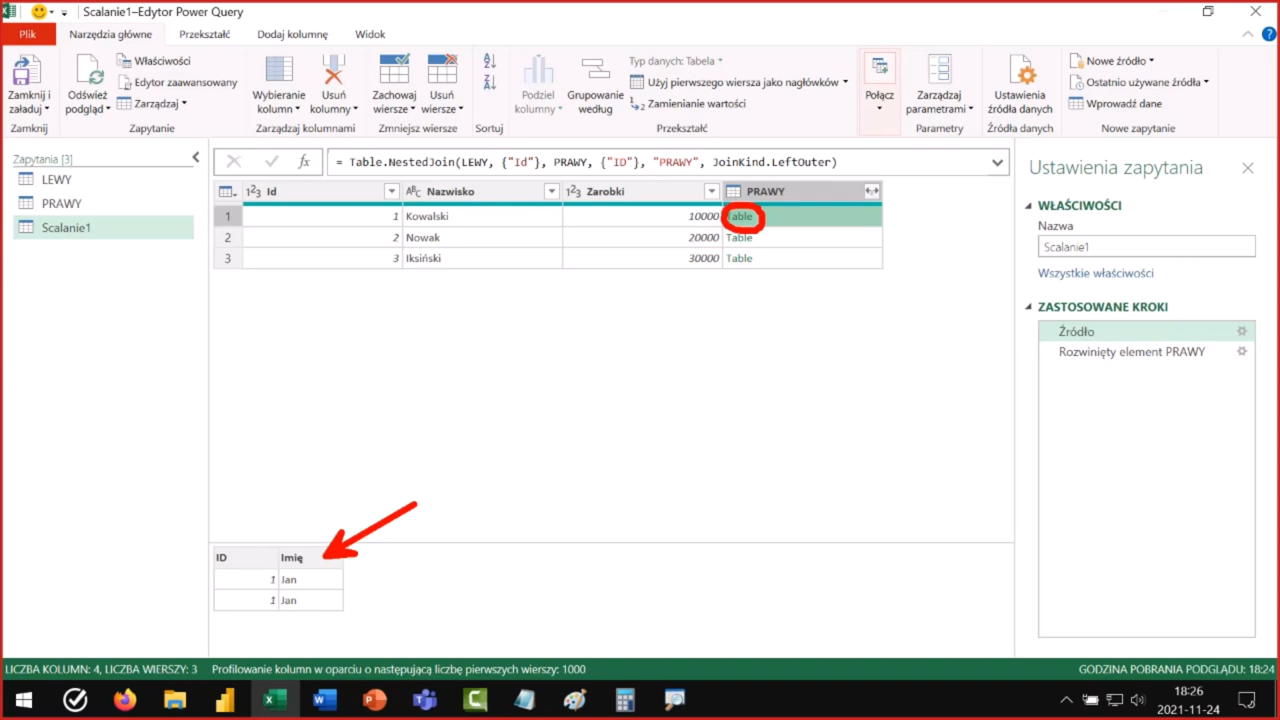 Scalanie1–Edytor Power Query
Plik Narzędzia główne Przekształć Dodaj kolumnę Widok
Zamknij i załaduj
Zamknij
Odśwież podgląd
Właściwości
Edytor zaawansowany
Zarządzaj
Zapytanie
Wybieranie kolumn
Usuń kolumny
Zarządzaj kolumnami
Zachowaj wiersze
Usuń wiersze
Zmniejsz wiersze
Sortuj
Podziel kolumny
Grupowanie według
Typ danych: Tabela
Użyj pierwszego wiersza jako nagłówków
Zamienianie wartości
Przekształć
Połącz
Zarządzaj parametrami
Parametry
Ustawienia źródła danych
Źródła danych
Nowe źródło
Ostatnio używane źródła
Wprowadź dane
Nowe zapytanie
Zapytania [3]
LEWY
PRAWY
Scalanie1
fx = Table.NestedJoin(LEWY, {"Id"}, PRAWY, {"ID"}, "PRAWY", JoinKind.LeftOuter)
Id Nazwisko Zarobki PRAWY
1 1 Kowalski 10000 Table
2 2 Nowak 20000 Table
3 3 Iksiński 30000 Table
ID Imię
1 Jan
1 Jan
Ustawienia zapytania
WŁAŚCIWOŚCI
Nazwa
Scalanie1
Wszystkie właściwości
ZASTOSOWANE KROKI
Źródło
Rozwinięty element PRAWY
LICZBA KOLUMN: 4, LICZBA WIERSZY: 3 Profilowanie kolumn w oparciu o następującą liczbę pierwszych wierszy: 1000 GODZINA POBRANIA PODGLĄDU: 18:24
18:26
2021-11-24